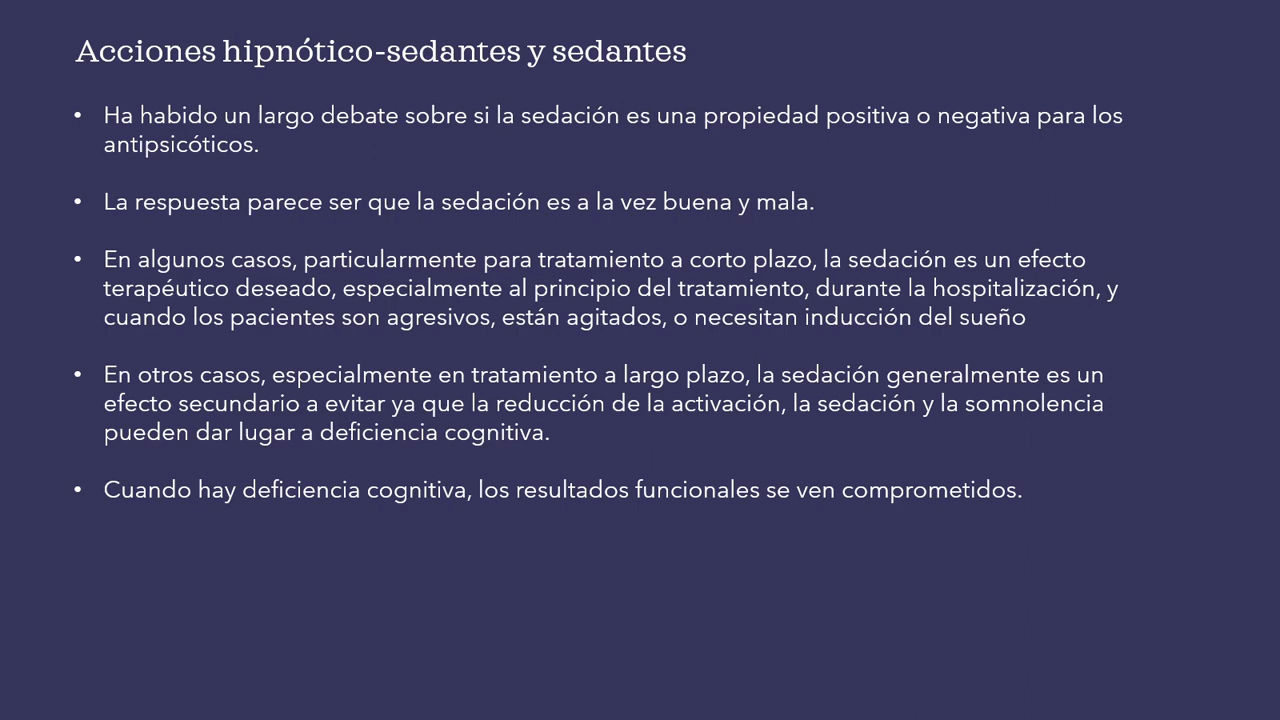 Acciones hipnótico-sedantes y sedantes
• Ha habido un largo debate sobre si la sedación es una propiedad positiva o negativa para los
antipsicóticos.
• La respuesta parece ser que la sedación es a la vez buena y mala.
• En algunos casos, particularmente para tratamiento a corto plazo, la sedación es un efecto
terapéutico deseado, especialmente al principio del tratamiento, durante la hospitalización, y
cuando los pacientes son agresivos, están agitados, o necesitan inducción del sueño
• En otros casos, especialmente en tratamiento a largo plazo, la sedación generalmente es un
efecto secundario a evitar ya que la reducción de la activación, la sedación y la somnolencia
pueden dar lugar a deficiencia cognitiva.
• Cuando hay deficiencia cognitiva, los resultados funcionales se ven comprometidos.